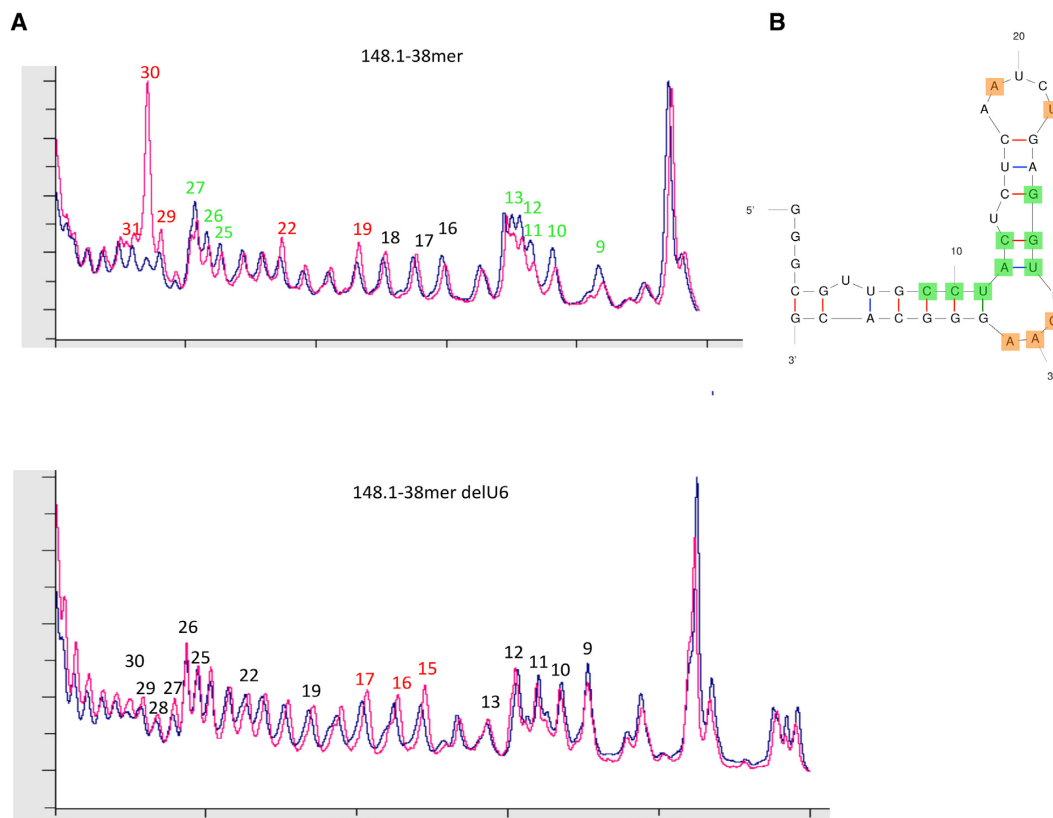 A
B
148.1-38mer
30
31
29
27
26
25
22
19
18
17
16
13
12
11
10
9
20
A U C U
A G
C A
U G
C G
U U
C
A
5' G
G
G
C G U U G C C U
10
G C A C G G G A A
3'
148.1-38mer delU6
30
29
28
27
26
25
22
19
17
16
15
13
12
11
10
9